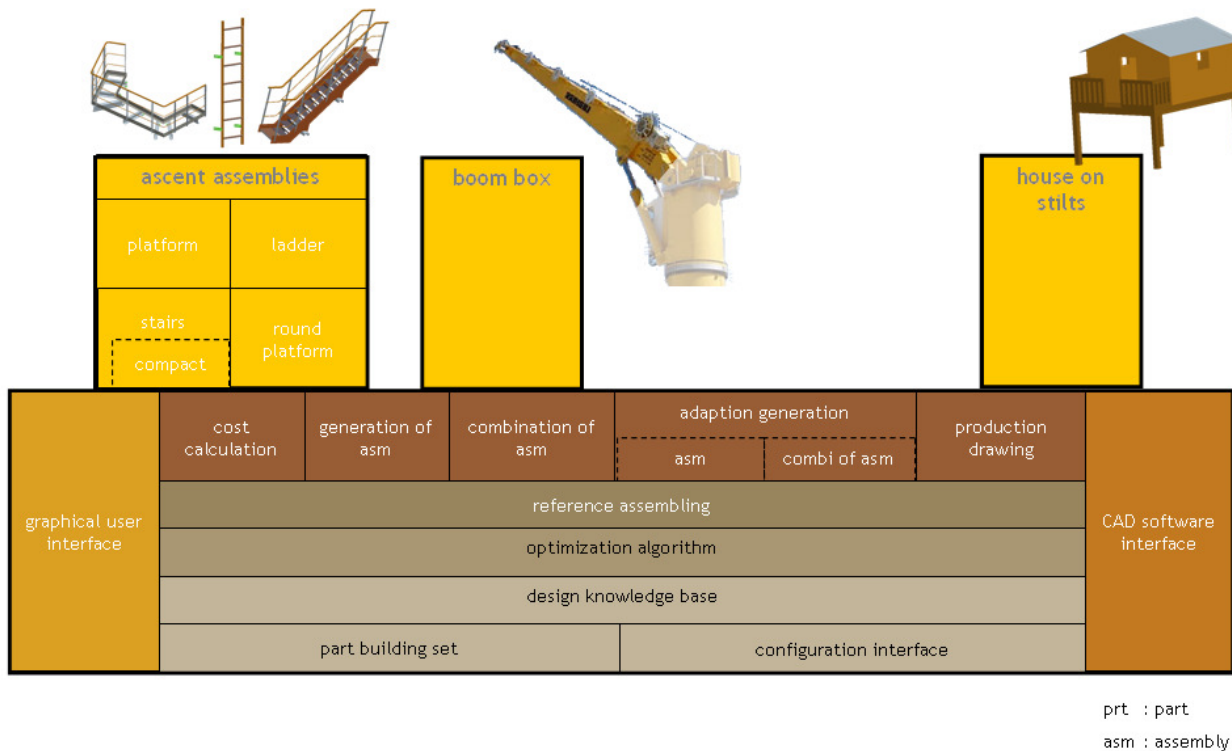 ascent assemblies
boom box
house on
stilts
platform
ladder
stairs
compact
round
platform
graphical user
interface
cost
calculation
generation of
asm
combination of
asm
adaption generation
asm
combi of asm
production
drawing
CAD software
interface
reference assembling
optimization algorithm
design knowledge base
part building set
configuration interface
prt : part
asm : assembly